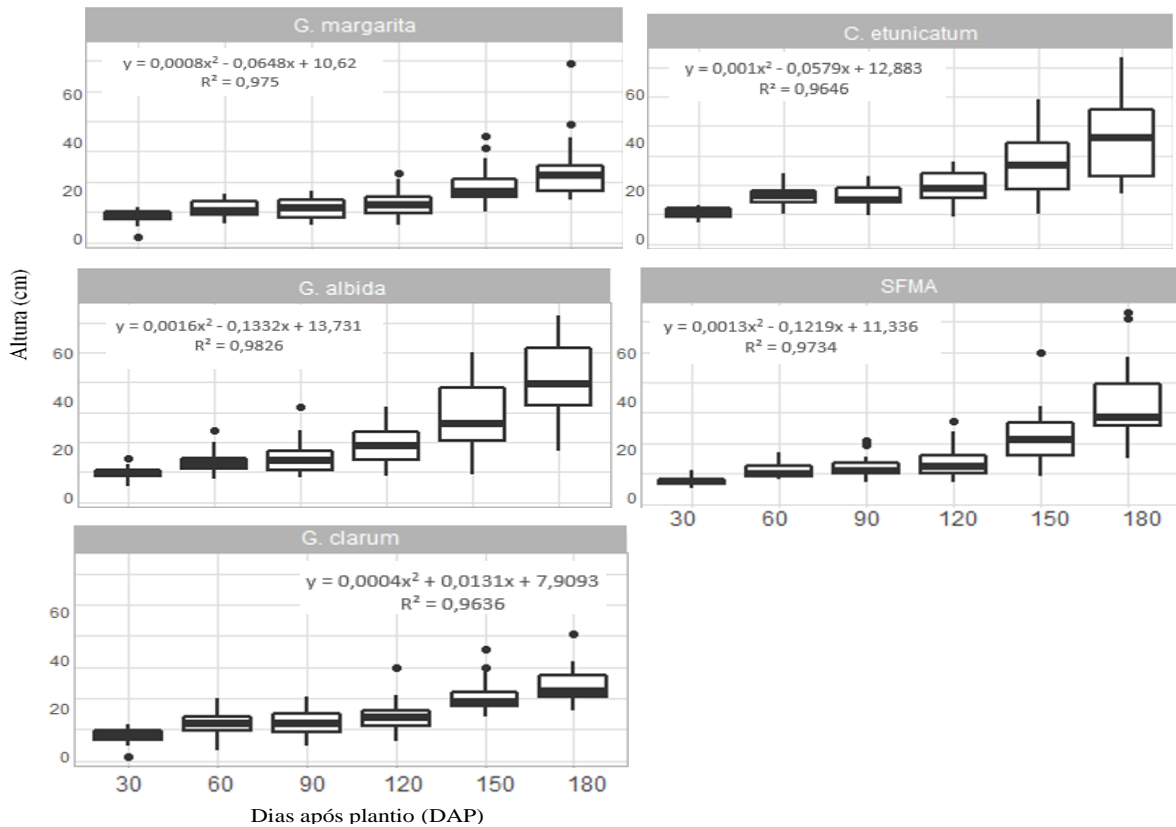 G. margarita
y = 0,0008x² - 0,0648x + 10,62
R² = 0,975
60
40
20
0
C. etunicatum
y = 0,001x² - 0,0579x + 12,883
R² = 0,9646
60
40
20
0
Altura (cm)
G. albida
y = 0,0016x² - 0,1332x + 13,731
R² = 0,9826
60
40
20
0
SFMA
y = 0,0013x² - 0,1219x + 11,336
R² = 0,9734
60
40
20
0
30 60 90 120 150 180
G. clarum
y = 0,0004x² + 0,0131x + 7,9093
R² = 0,9636
60
40
20
0
30 60 90 120 150 180
Dias após plantio (DAP)